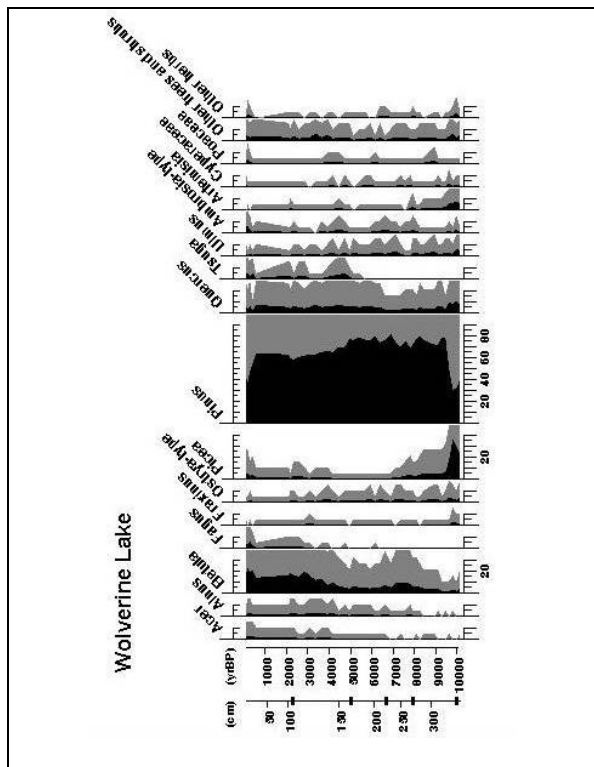 Wolverine Lake
(cm)
50
100
150
200
250
300
(yrBP)
1000
2000
3000
4000
5000
6000
7000
8000
9000
10000
Acer
Alnus
Betula
20
Fagus
Fraxinus
Ostrya-type
Picea
20
Pinus
20
40
60
80
Quercus
Tsuga
Ulmus
Ambrosia-type
Artemisia
Cyperaceae
Poaceae
Other trees and shrubs
Other herbs